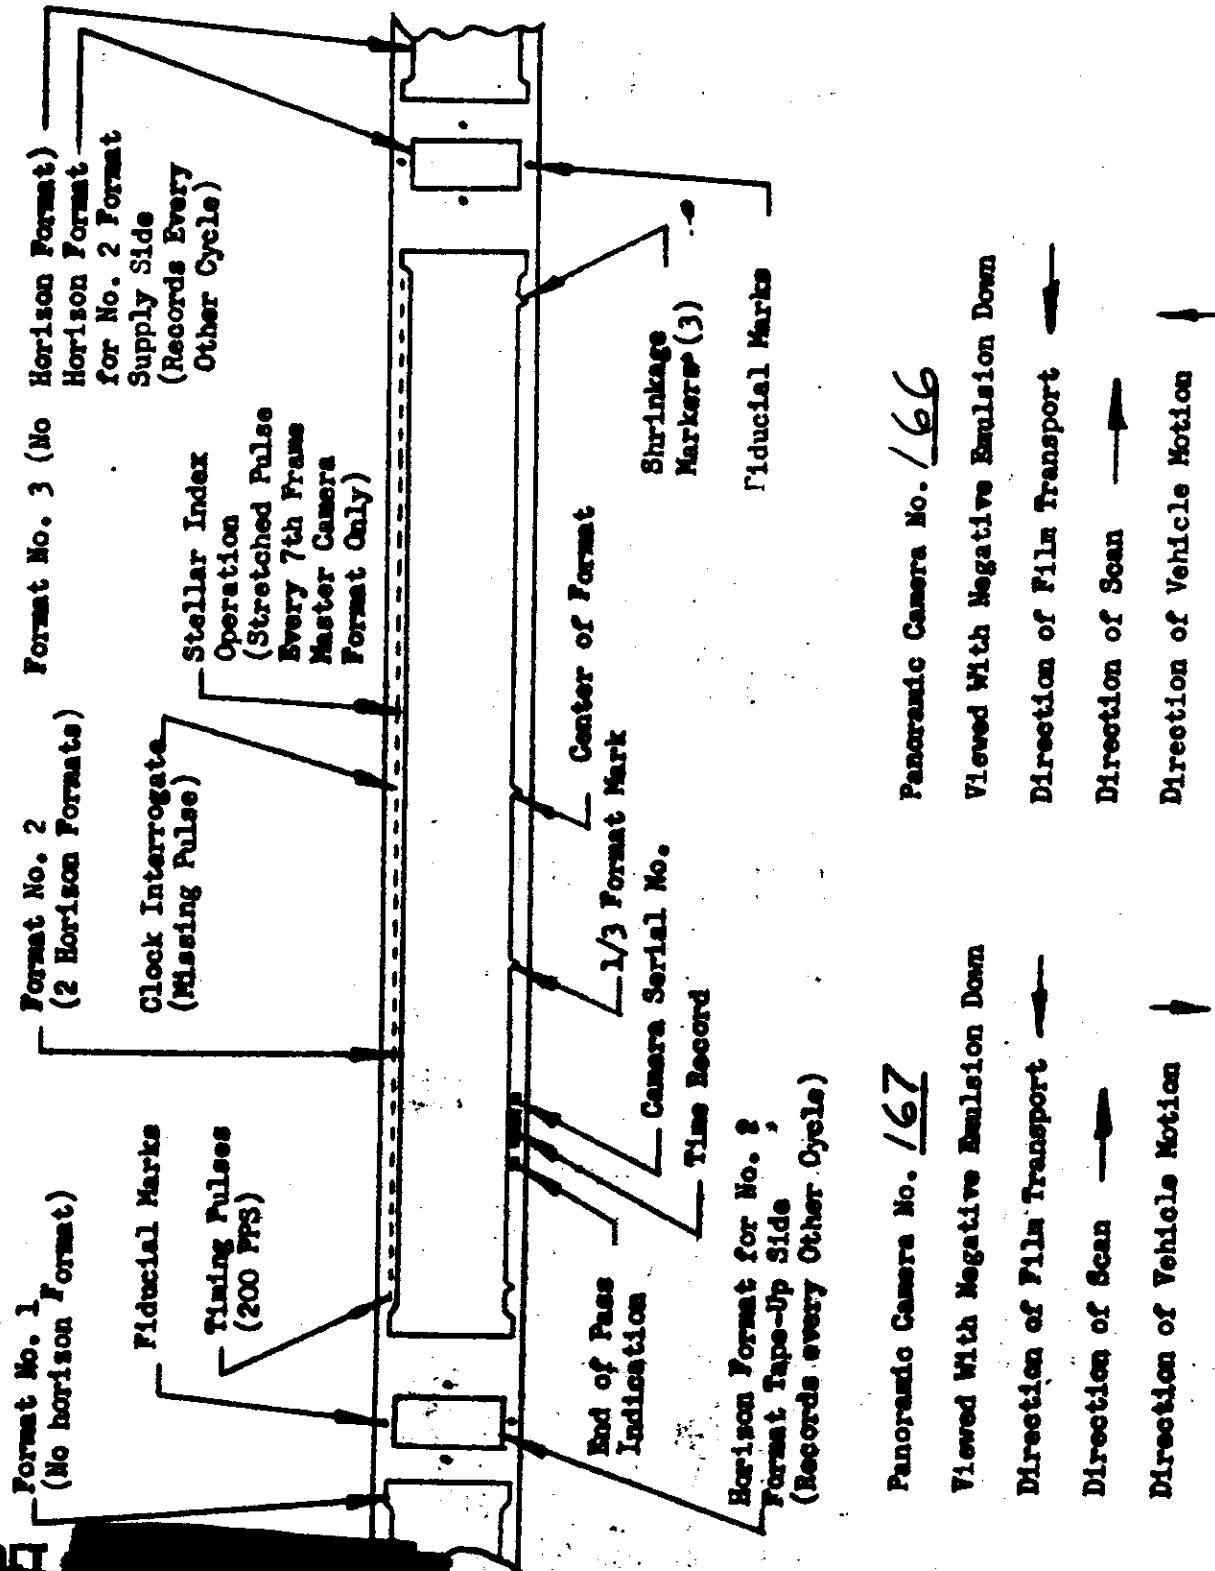 Format No. 1
(No horizon Format)
Format No. 2
(2 Horizon Formats)
Format No. 3 (No Horizon Format)
Horizon Format
for No. 2 Format
Supply Side
(Records Every
Other Cycle)
Fiducial Marks
Timing Pulses
(200 PPS)
Clock Interrogate
(Missing Pulse)
Stellar Index
Operation
(Stretched Pulse
Every 7th Frame
Master Camera
Format Only)
End of Pass
Indication
Horizon Format for No. 2
Format Tape-Up Side
(Records every Other Cycle)
Time Record
Camera Serial No.
1/3 Format Mark
Center of Format
Shrinkage
Markers (3)
Fiducial Marks
Panoramic Camera No. 167
Viewed With Negative Emulsion Down
Direction of Film Transport
Direction of Scan
Direction of Vehicle Motion
Panoramic Camera No. 166
Viewed With Negative Emulsion Down
Direction of Film Transport
Direction of Scan
Direction of Vehicle Motion